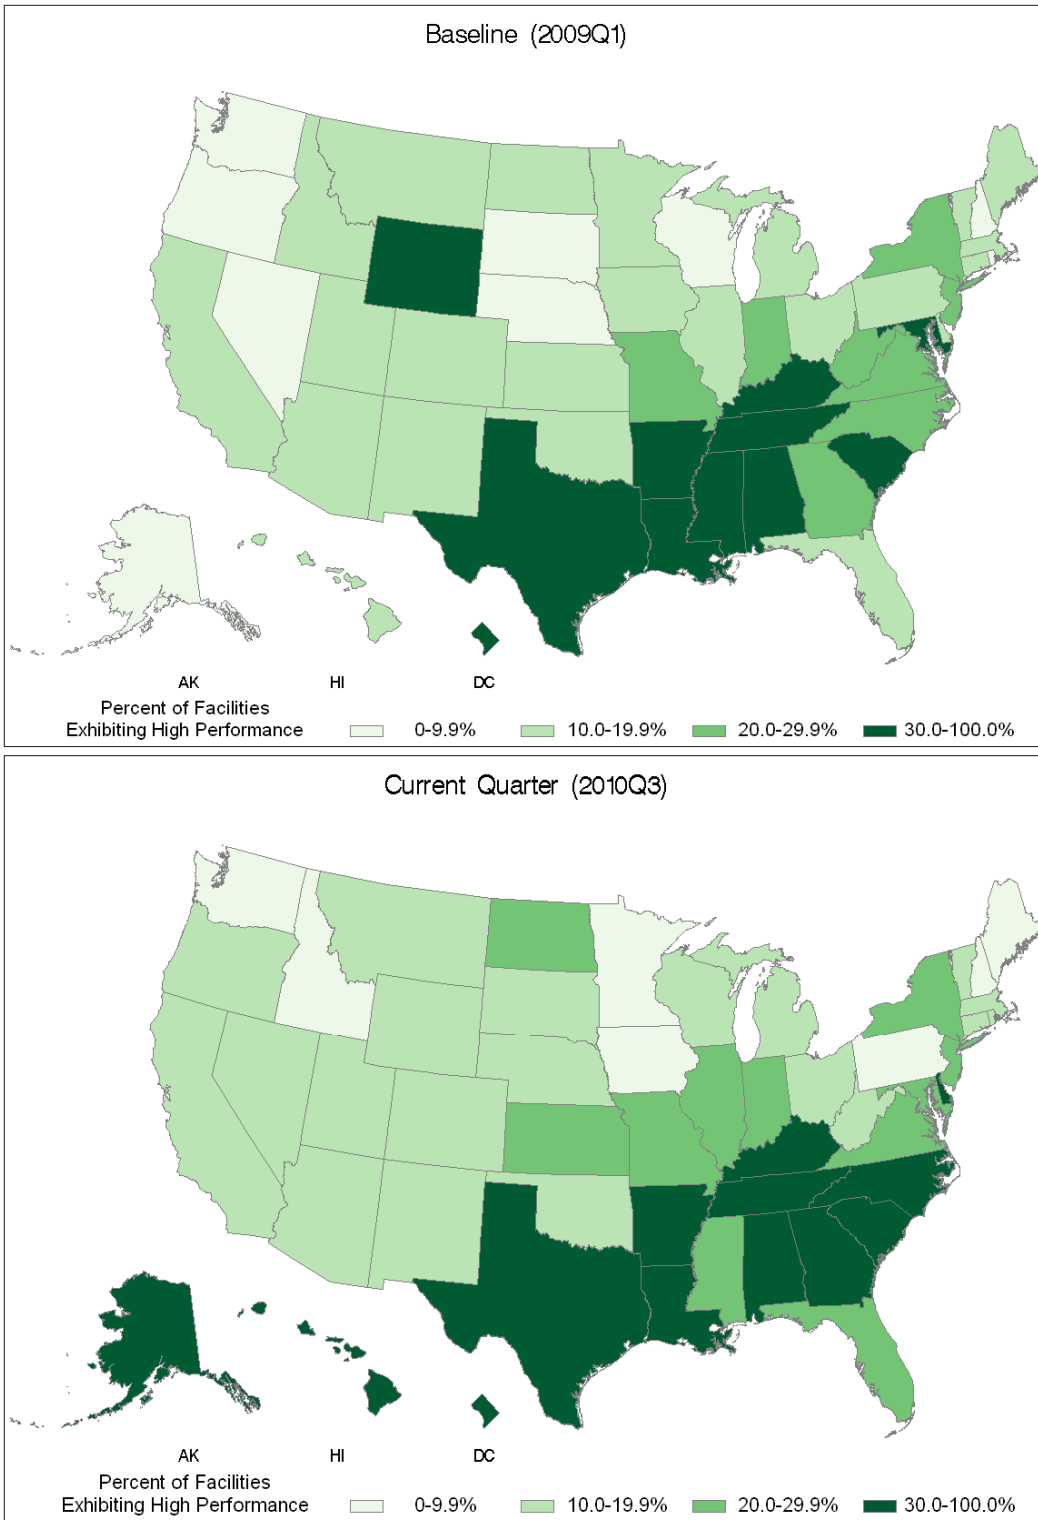 Baseline (2009Q1)
AK HI DC
Percent of Facilities
Exhibiting High Performance 0-9.9% 10.0-19.9% 20.0-29.9% 30.0-100.0%
Current Quarter (2010Q3)
AK HI DC
Percent of Facilities
Exhibiting High Performance 0-9.9% 10.0-19.9% 20.0-29.9% 30.0-100.0%